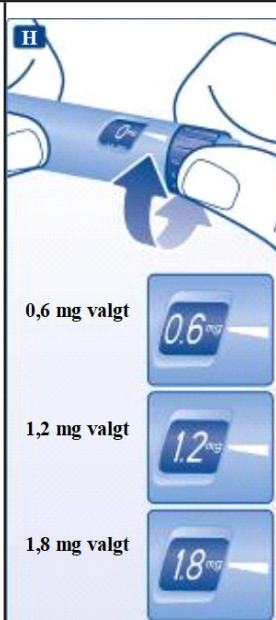 H
0mg
0,6 mg valgt
0.6mg
1,2 mg valgt
1.2mg
1,8 mg valgt
1.8mg